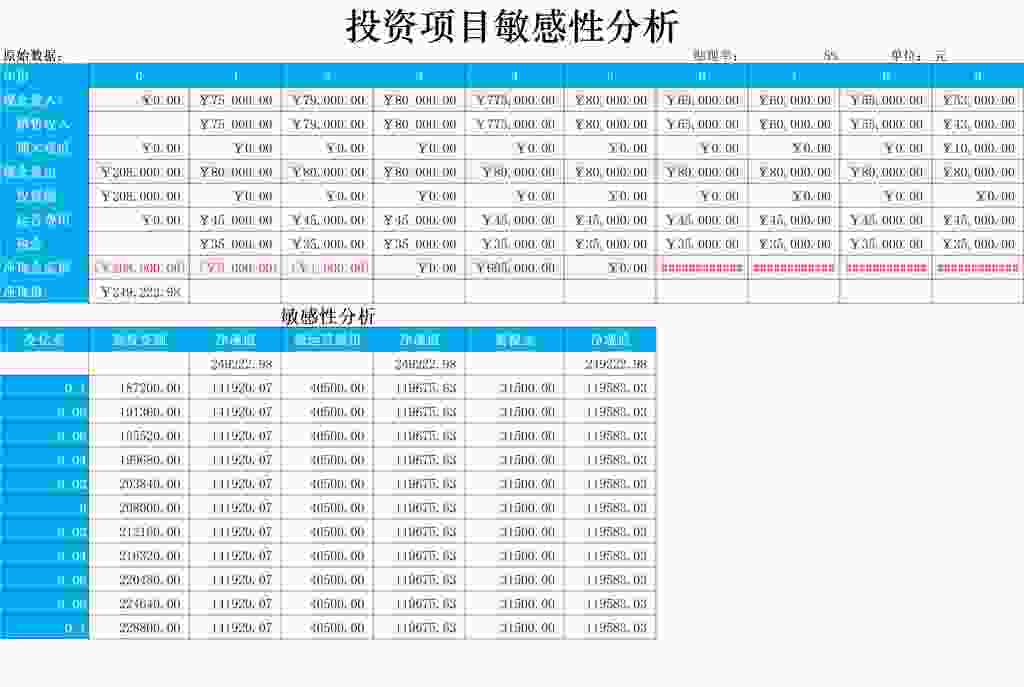 投资项目敏感性分析
原始数据: 贴现率: 8% 单位: 元
年份 0 1 2 3 4 5 6 7 8 9
现金流入: ¥0.00 ¥75,000.00 ¥79,000.00 ¥80,000.00 ¥775,000.00 ¥80,000.00 ¥65,000.00 ¥60,000.00 ¥55,000.00 ¥53,000.00
销售收入 ¥75,000.00 ¥79,000.00 ¥80,000.00 ¥775,000.00 ¥80,000.00 ¥65,000.00 ¥60,000.00 ¥55,000.00 ¥43,000.00
期末残值 ¥0.00 ¥0.00 ¥0.00 ¥0.00 ¥0.00 ¥0.00 ¥0.00 ¥0.00 ¥0.00 ¥10,000.00
现金流出 ¥208,000.00 ¥80,000.00 ¥80,000.00 ¥80,000.00 ¥80,000.00 ¥80,000.00 ¥80,000.00 ¥80,000.00 ¥80,000.00 ¥80,000.00
投资额 ¥208,000.00 ¥0.00 ¥0.00 ¥0.00 ¥0.00 ¥0.00 ¥0.00 ¥0.00 ¥0.00 ¥0.00
运营费用 ¥0.00 ¥45,000.00 ¥45,000.00 ¥45,000.00 ¥45,000.00 ¥45,000.00 ¥45,000.00 ¥45,000.00 ¥45,000.00 ¥45,000.00
税金 ¥35,000.00 ¥35,000.00 ¥35,000.00 ¥35,000.00 ¥35,000.00 ¥35,000.00 ¥35,000.00 ¥35,000.00 ¥35,000.00
净现金流量 (¥208,000.00) (¥5,000.00) (¥1,000.00) ¥0.00 ¥695,000.00 ¥0.00 ############ ############ ############ ############
净现值: ¥249,222.98
敏感性分析
变化率 净现值 净现值 净现值
249222.98 249222.98 249222.98
0.1 187200.00 141920.07 40500.00 119675.63 31500.00 119583.03
0.08 191360.00 141920.07 40500.00 119675.63 31500.00 119583.03
0.06 195520.00 141920.07 40500.00 119675.63 31500.00 119583.03
0.04 199680.00 141920.07 40500.00 119675.63 31500.00 119583.03
0.02 203840.00 141920.07 40500.00 119675.63 31500.00 119583.03
0 208000.00 141920.07 40500.00 119675.63 31500.00 119583.03
0.02 212160.00 141920.07 40500.00 119675.63 31500.00 119583.03
0.04 216320.00 141920.07 40500.00 119675.63 31500.00 119583.03
0.06 220480.00 141920.07 40500.00 119675.63 31500.00 119583.03
0.08 224640.00 141920.07 40500.00 119675.63 31500.00 119583.03
0.1 228800.00 141920.07 40500.00 119675.63 31500.00 119583.03